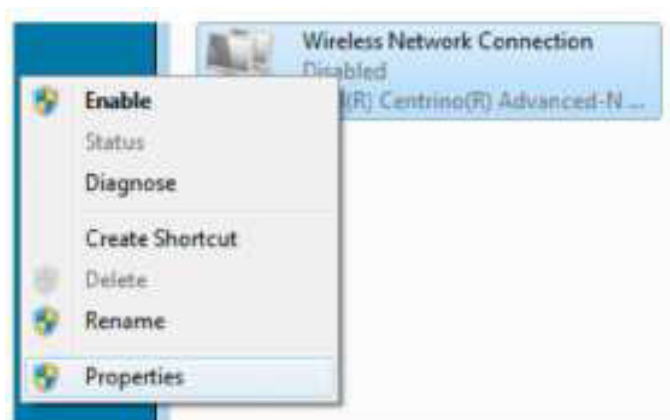 Wireless Network Connection
Disabled
(R) Centrino(R) Advanced-N ...
Enable
Status
Diagnose
Create Shortcut
Delete
Rename
Properties